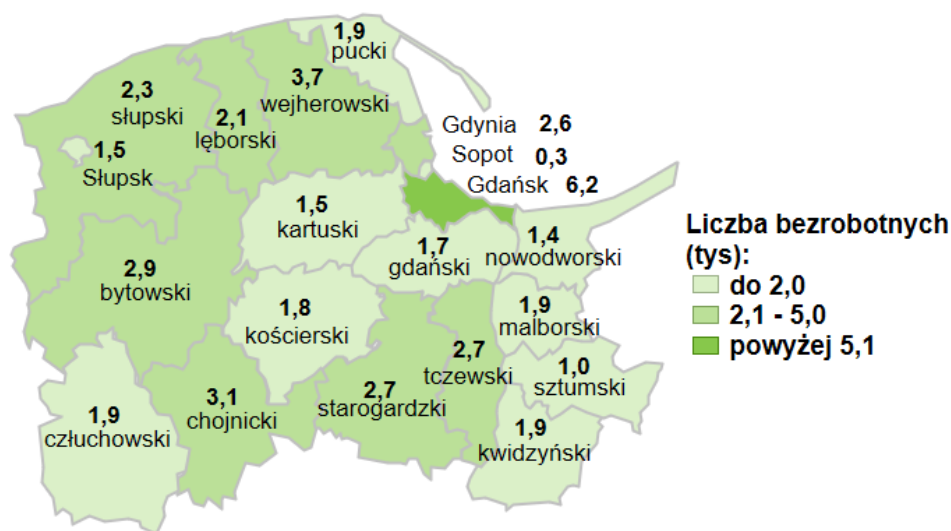 1,9
pucki
3,7
wejherowski
2,3
słupski
2,1
lęborski
Gdynia 2,6
Sopot 0,3
Gdańsk 6,2
1,5
Słupsk
1,5
kartuski
1,7
gdański
1,4
nowodworski
2,9
bytowski
1,8
kościerski
1,9
malborski
2,7
tczewski
1,0
sztumski
3,1
chojnicki
2,7
starogardzki
1,9
człuchowski
1,9
kwidzyński
Liczba bezrobotnych
(tys):
do 2,0
2,1 - 5,0
powyżej 5,1